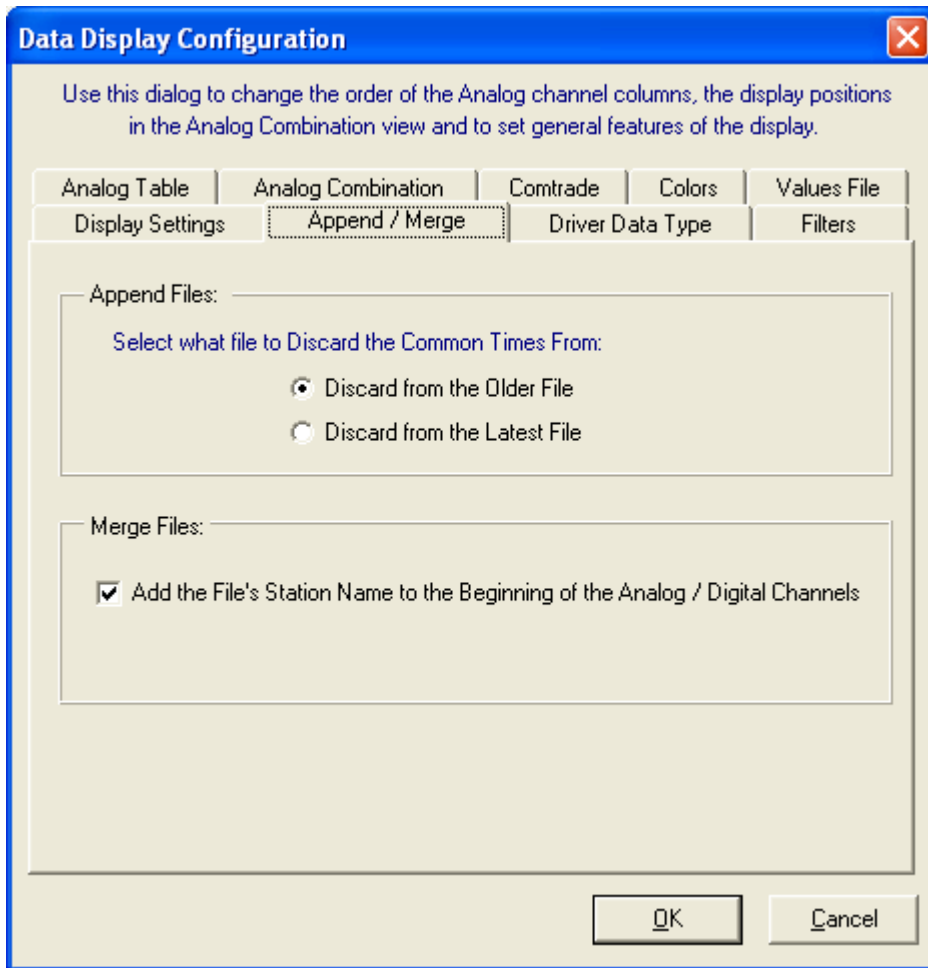 Data Display Configuration
Use this dialog to change the order of the Analog channel columns, the display positions
in the Analog Combination view and to set general features of the display.
Analog Table Analog Combination Comtrade Colors Values File
Display Settings Append / Merge Driver Data Type Filters
Append Files:
Select what file to Discard the Common Times From:
Discard from the Older File
Discard from the Latest File
Merge Files:
Add the File's Station Name to the Beginning of the Analog / Digital Channels
OK Cancel